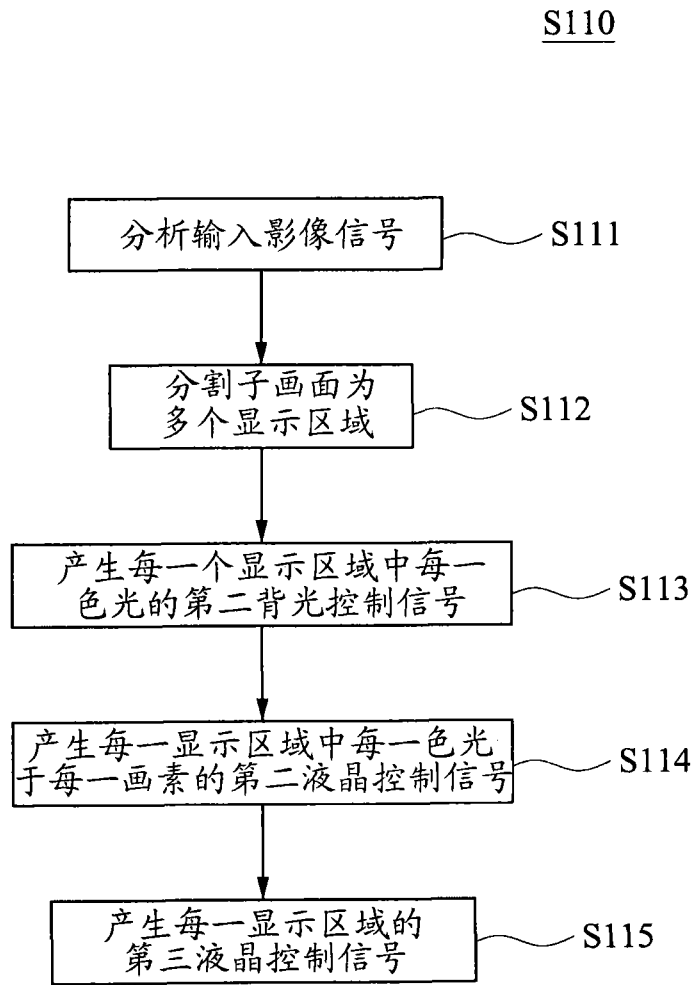 S110
分析输入影像信号
S111
分割子画面为
多个显示区域
S112
产生每一个显示区域中每一
色光的第二背光控制信号
S113
产生每一显示区域中每一色光
于每一画素的第二液晶控制信号
S114
产生每一显示区域的
第三液晶控制信号
S115